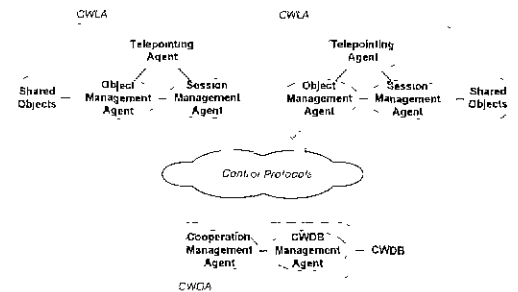 CWLA
CWLA
Telepointing
Agent
Telepointing
Agent
Shared
Objects
Object
Management
Agent
Session
Management
Agent
Object
Management
Agent
Session
Management
Agent
Shared
Objects
Control Protocols
Cooperation
Management
Agent
CWDB
Management
Agent
CWDB
CWGA